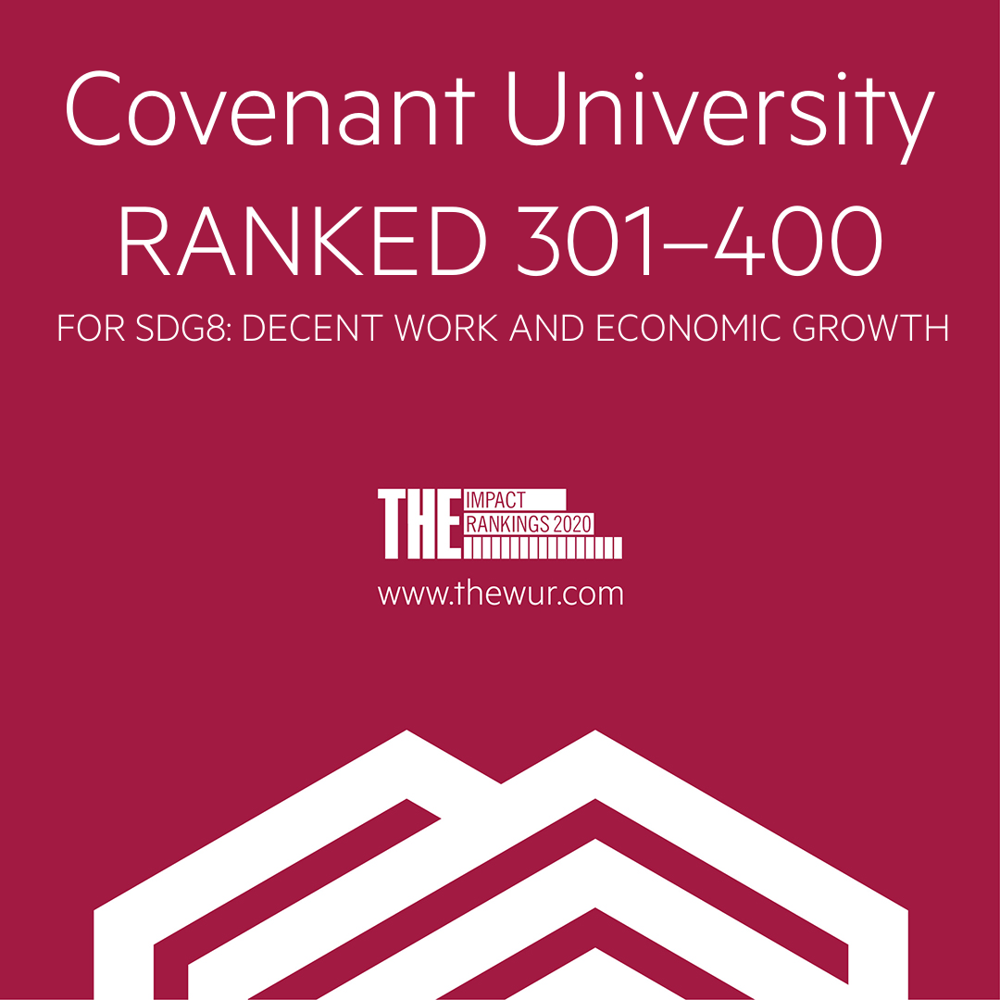 Covenant University
RANKED 301–400
FOR SDG8: DECENT WORK AND ECONOMIC GROWTH
THE IMPACT
RANKINGS 2020
www.thewur.com